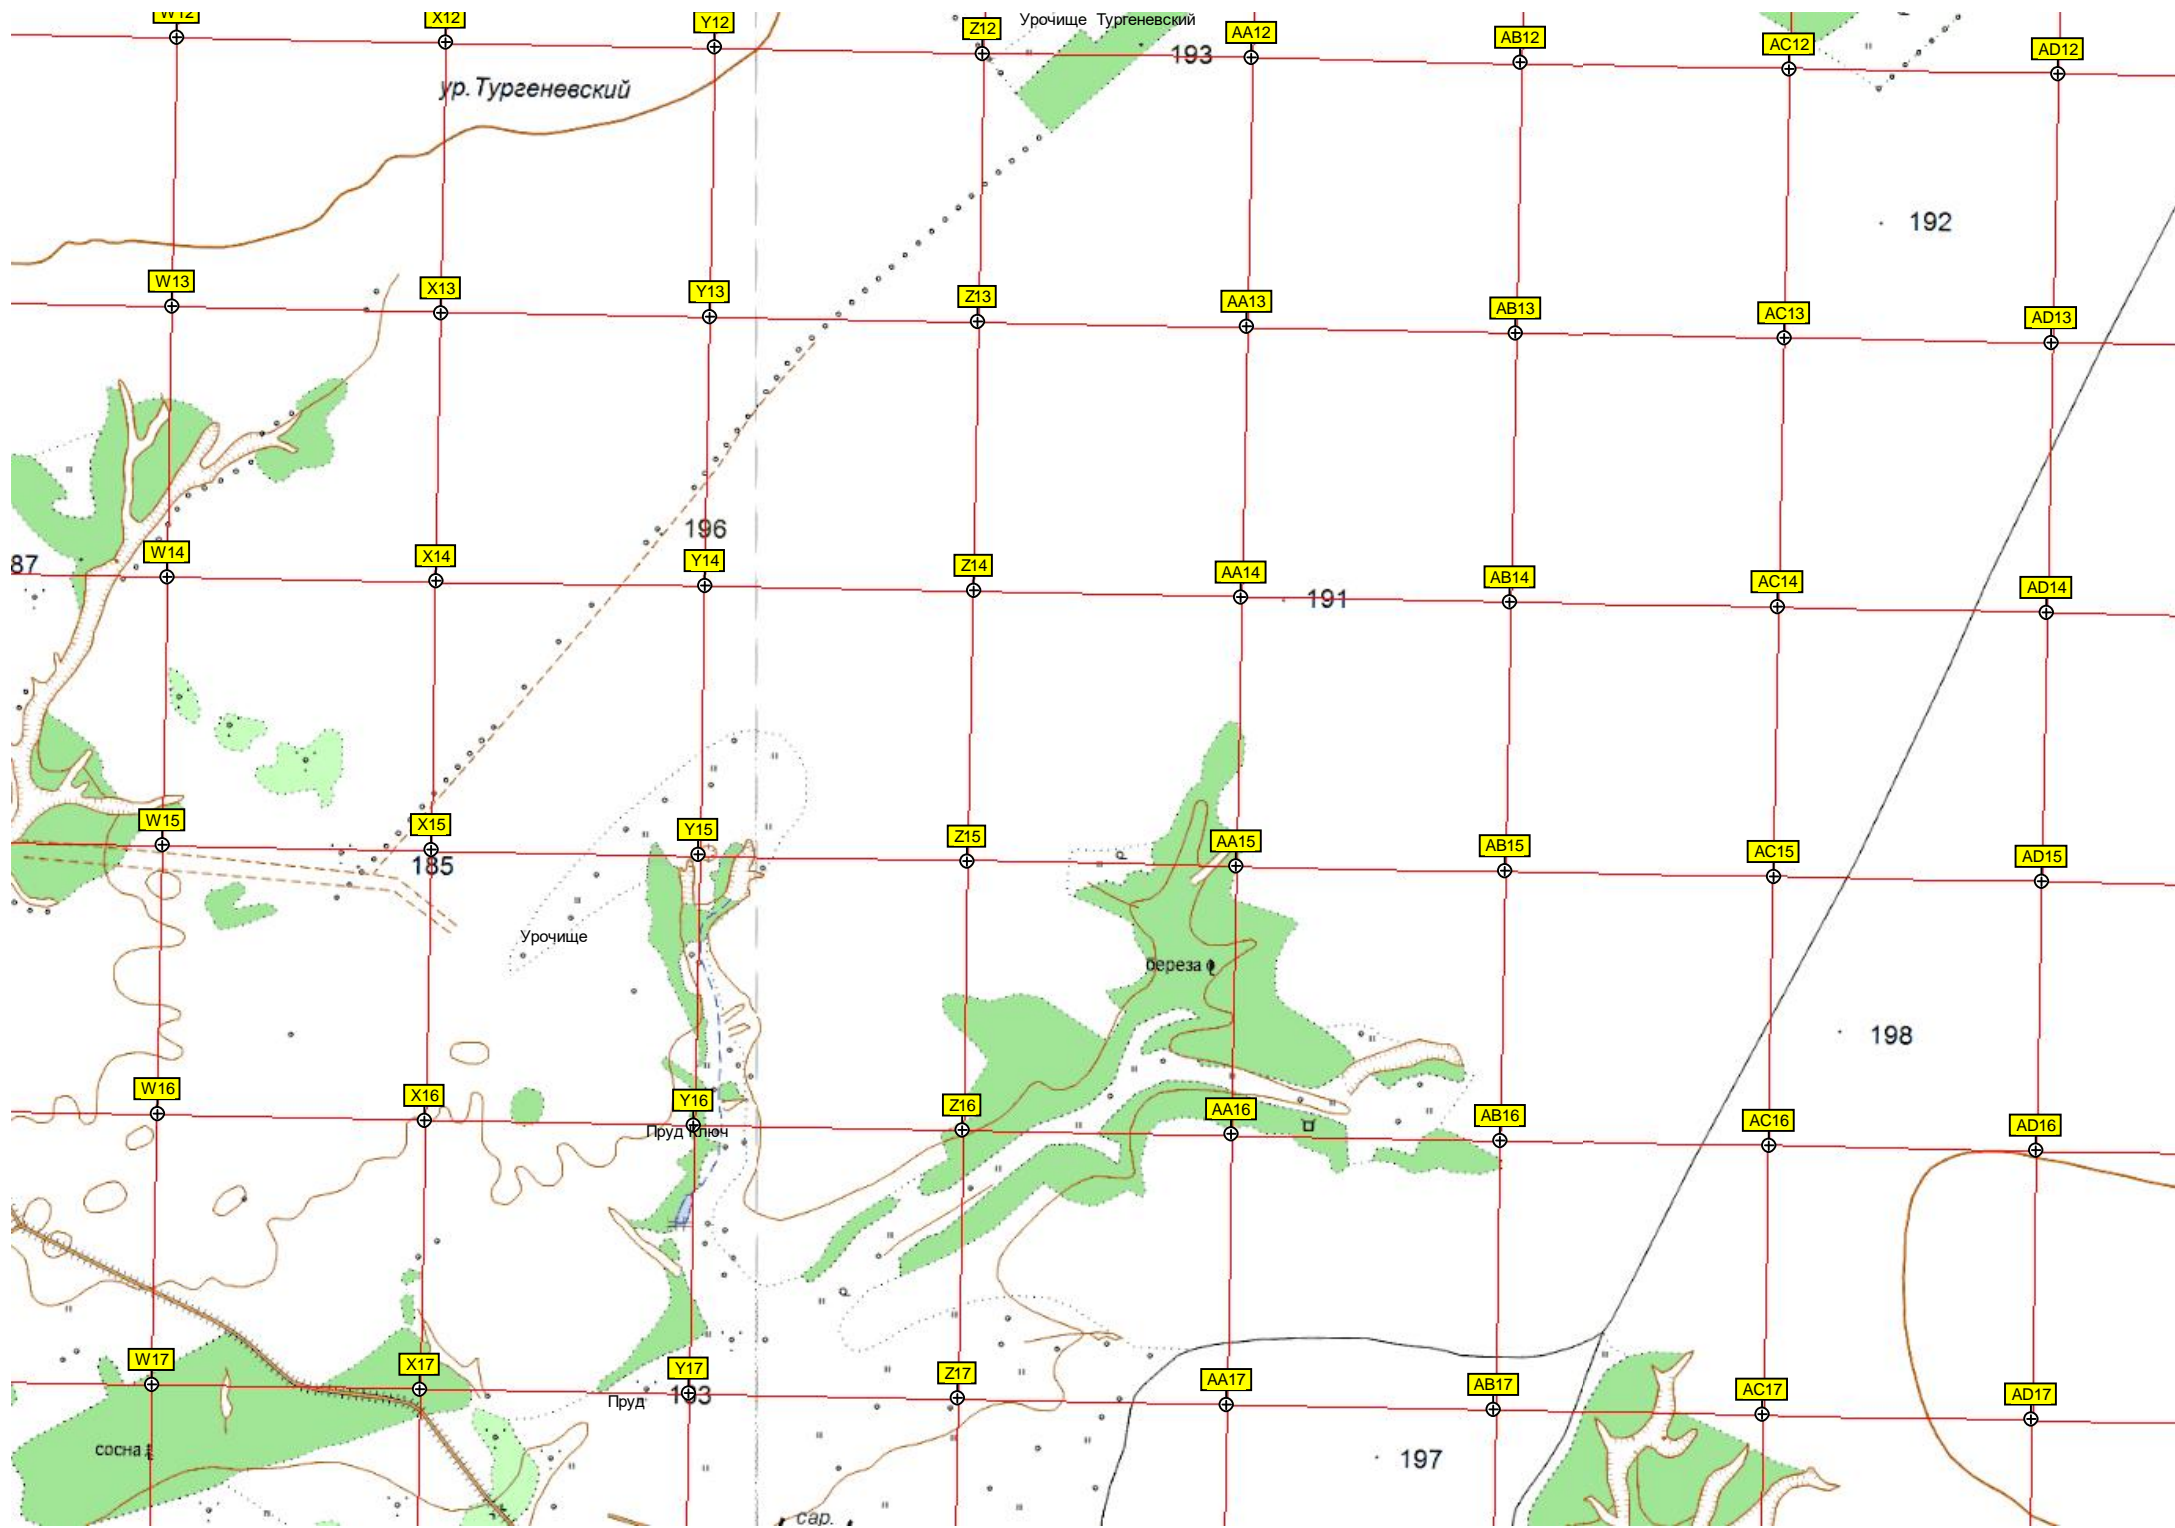 W12 X12 Y12 Z12 Урочище Тургеневский AA12 AB12 AC12 AD12
193
ур.Тургеневский
192
W13 X13 Y13 Z13 AA13 AB13 AC13 AD13
196
87
W14 X14 Y14 Z14 AA14 AB14 AC14 AD14
191
W15 X15 Y15 Z15 AA15 AB15 AC15 AD15
185
Урочище
береза
198
W16 X16 Y16 Z16 AA16 AB16 AC16 AD16
Пруд Ключ
W17 X17 Y17 Z17 AA17 AB17 AC17 AD17
Пруд
сосна
197
сар.